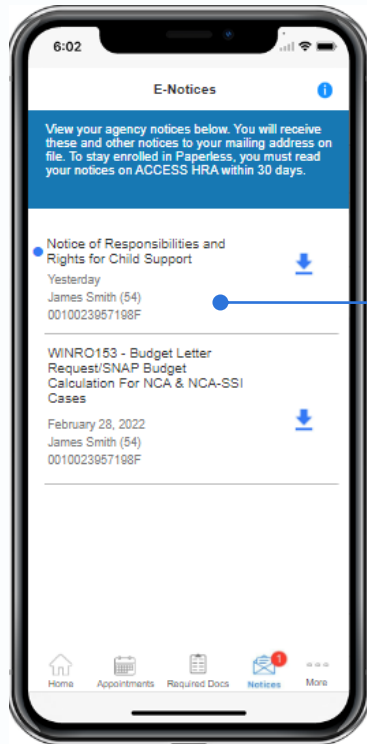 6:02
E-Notices
View your agency notices below. You will receive
these and other notices to your mailing address on
file. To stay enrolled in Paperless, you must read
your notices on ACCESS HRA within 30 days.
Notice of Responsibilities and
Rights for Child Support
Yesterday
James Smith (54)
0010023957198F
WINRO153 - Budget Letter
Request/SNAP Budget
Calculation For NCA & NCA-SSI
Cases
February 28, 2022
James Smith (54)
0010023957198F
1
Home Appointments Required Docs Notices More